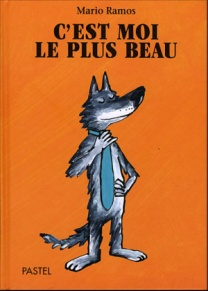 Mario Ramos
C'EST MOI
LE PLUS BEAU
PASTEL